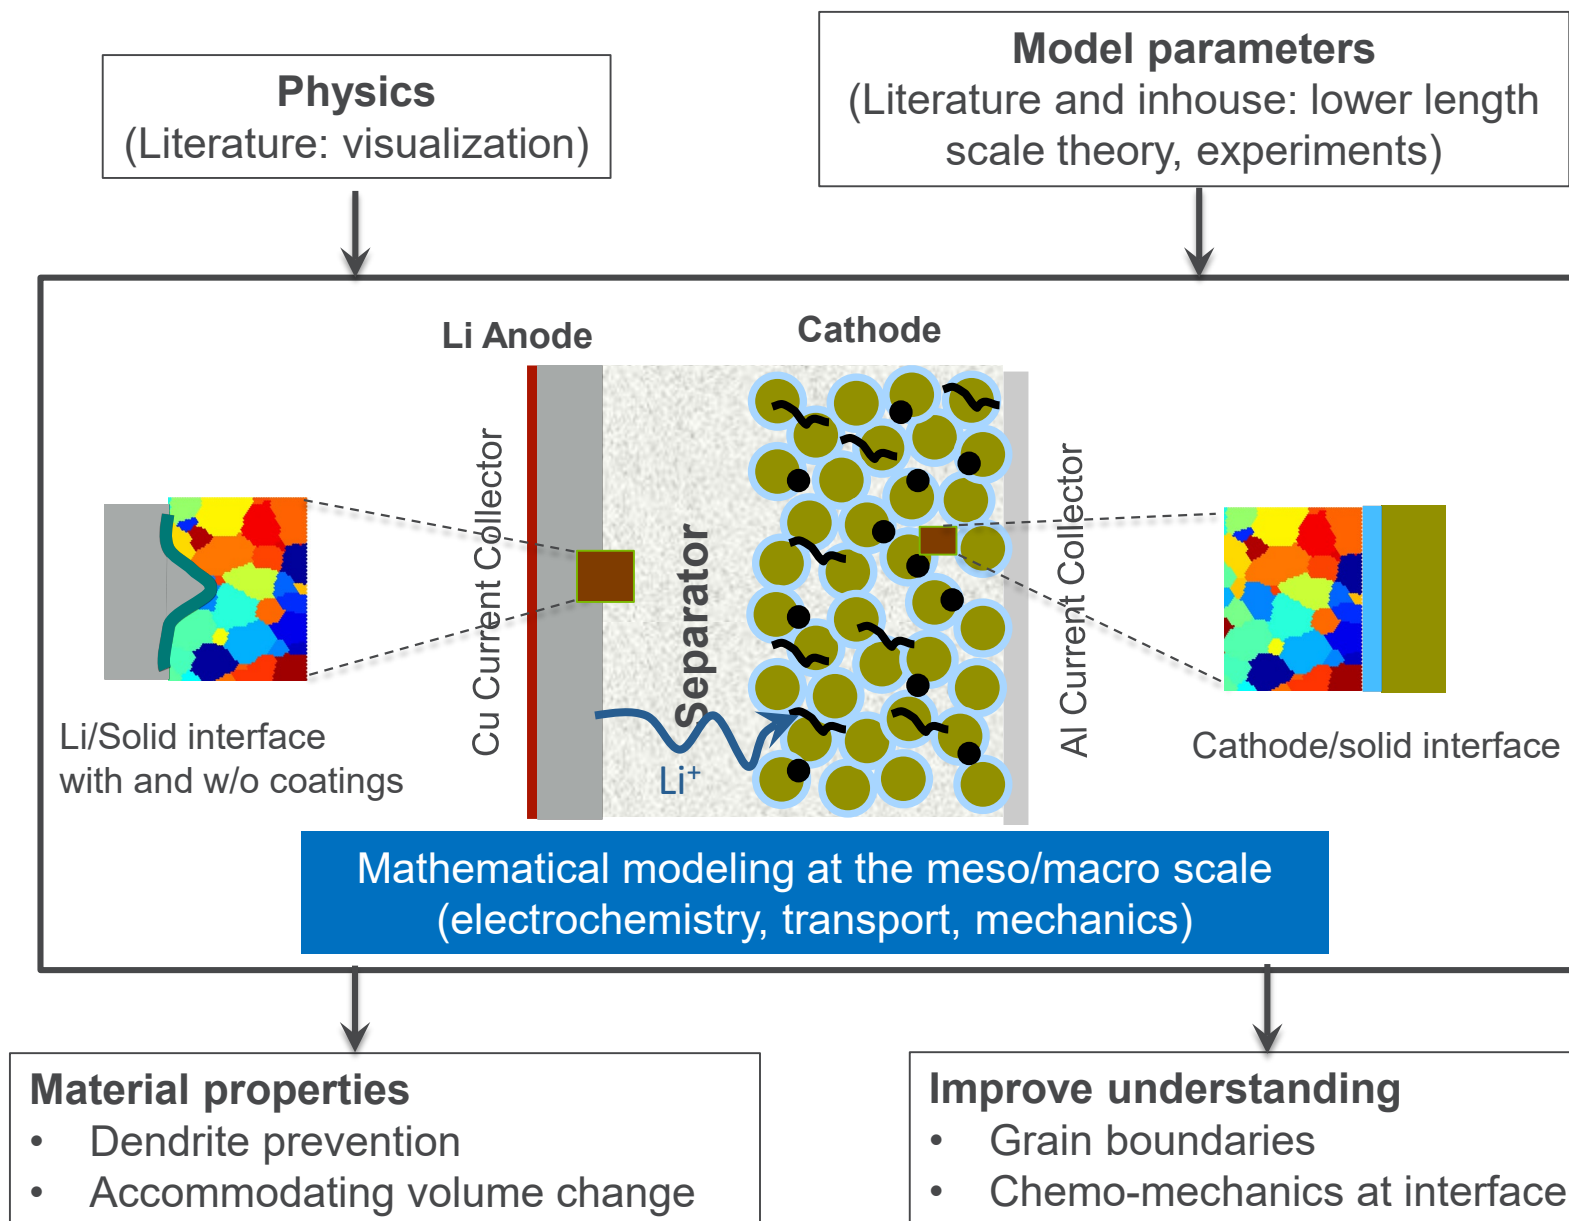 Physics
(Literature: visualization)
Model parameters
(Literature and inhouse: lower length
scale theory, experiments)
Li Anode
Cathode
Cu Current Collector
Separator
Al Current Collector
Li⁺
Li/Solid interface
with and w/o coatings
Cathode/solid interface
Mathematical modeling at the meso/macro scale
(electrochemistry, transport, mechanics)
Material properties
• Dendrite prevention
• Accommodating volume change
Improve understanding
• Grain boundaries
• Chemo-mechanics at interface